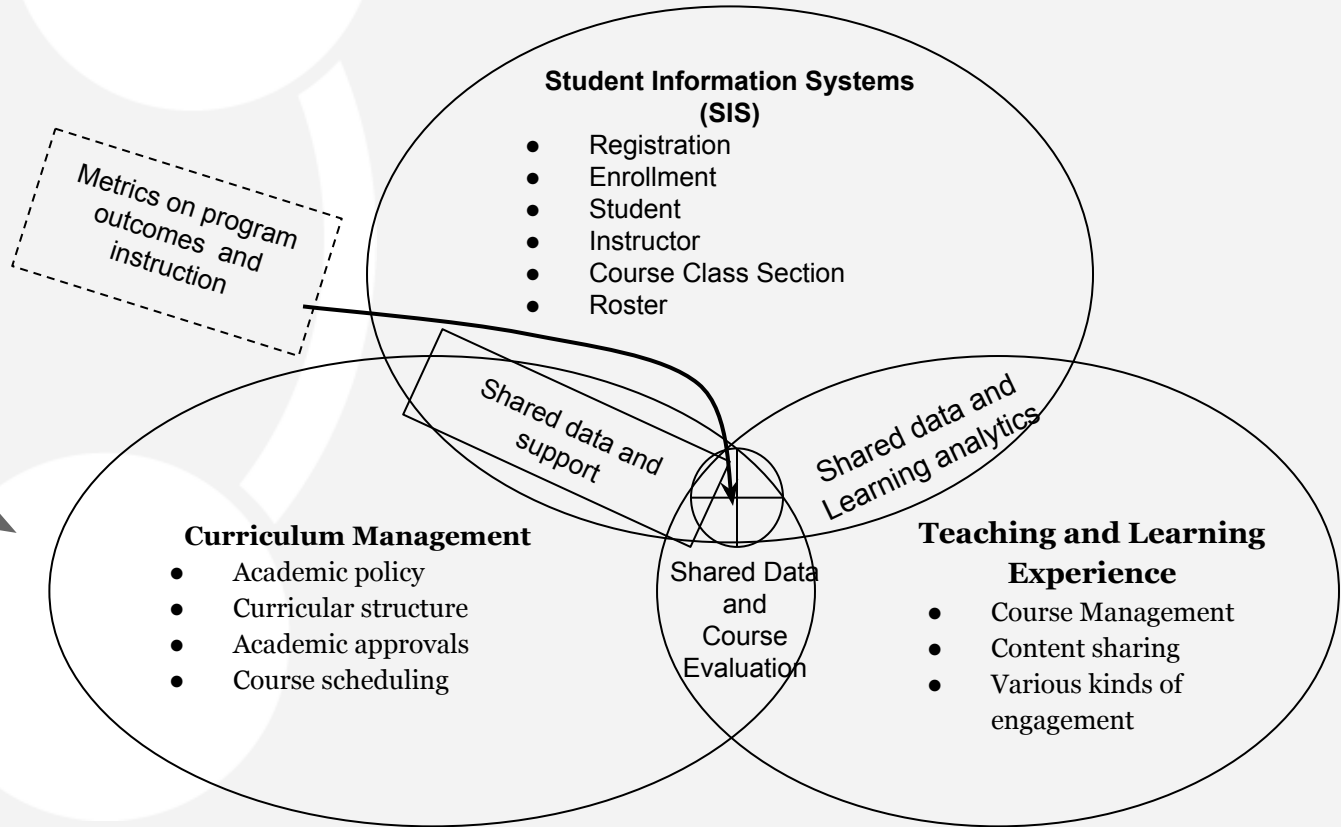 Student Information Systems
(SIS)
● Registration
● Enrollment
● Student
● Instructor
● Course Class Section
● Roster
Metrics on program
outcomes and
instruction
Shared data and
support
Shared data and
Learning analytics
Curriculum Management
● Academic policy
● Curricular structure
● Academic approvals
● Course scheduling
Shared Data
and
Course
Evaluation
Teaching and Learning
Experience
● Course Management
● Content sharing
● Various kinds of
engagement